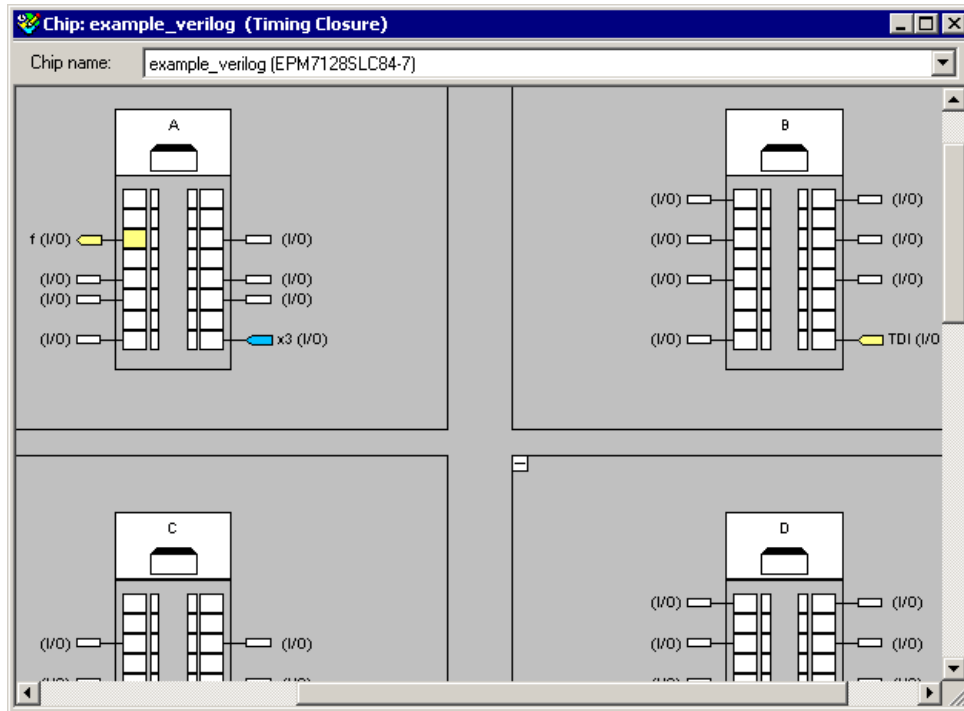 Chip: example_verilog (Timing Closure)
Chip name: example_verilog (EPM7128SLC84-7)
A B
(I/O) (I/O)
f (I/O) (I/O) (I/O) (I/O)
(I/O) (I/O) (I/O) (I/O)
(I/O) (I/O)
(I/O) x3 (I/O) (I/O) TDI (I/O
C D
(I/O) (I/O)
(I/O) (I/O) (I/O) (I/O)